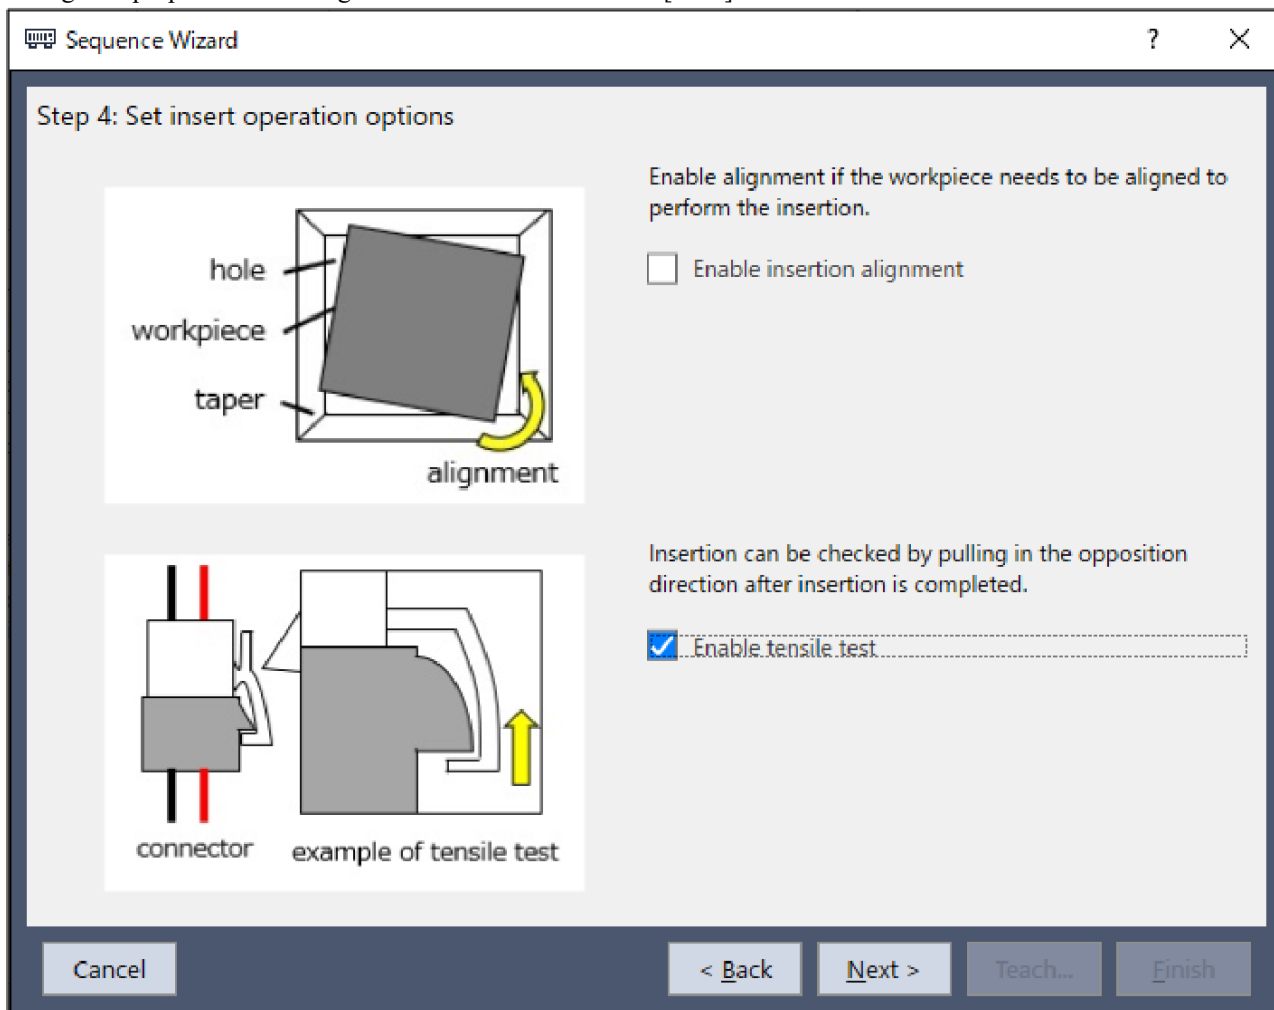 Sequence Wizard
?
Step 4: Set insert operation options
Enable alignment if the workpiece needs to be aligned to
perform the insertion.
Enable insertion alignment
hole
workpiece
taper
alignment
Insertion can be checked by pulling in the opposition
direction after insertion is completed.
Enable tensile test
connector
example of tensile test
Cancel
< Back
Next >
Teach...
Finish